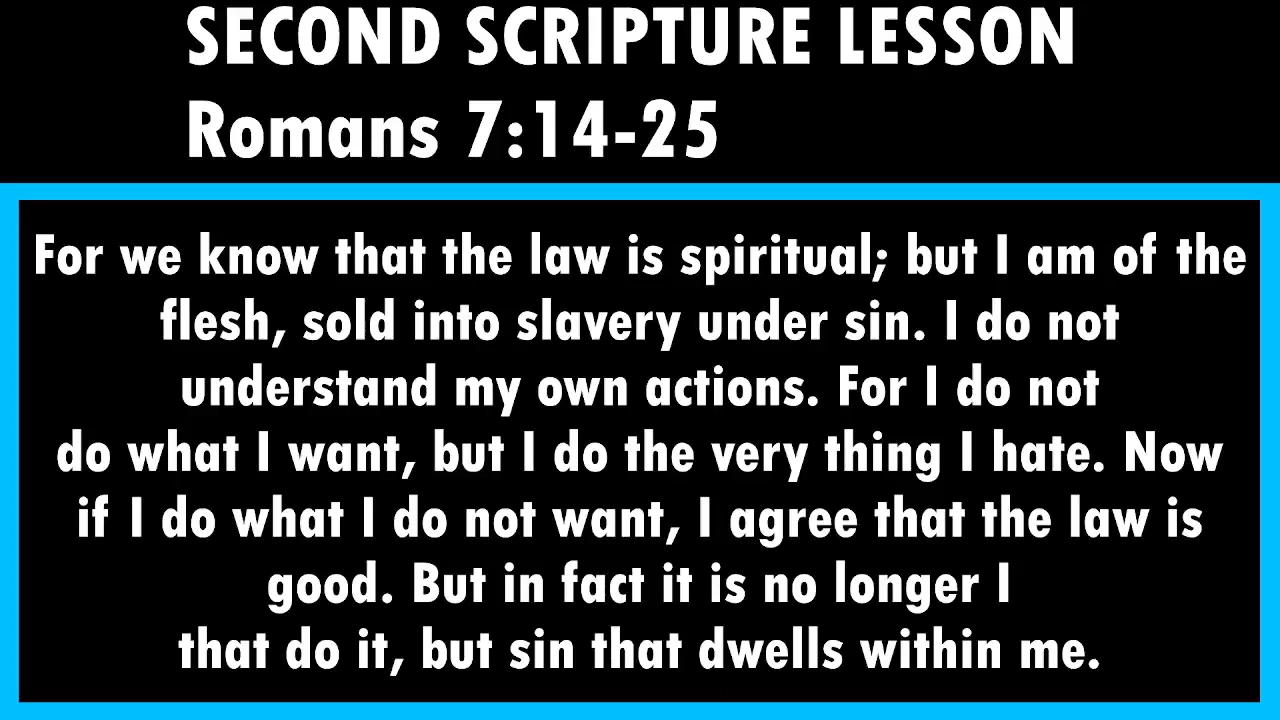 SECOND SCRIPTURE LESSON
Romans 7:14-25
For we know that the law is spiritual; but I am of the
flesh, sold into slavery under sin. I do not
understand my own actions. For I do not
do what I want, but I do the very thing I hate. Now
if I do what I do not want, I agree that the law is
good. But in fact it is no longer I
that do it, but sin that dwells within me.